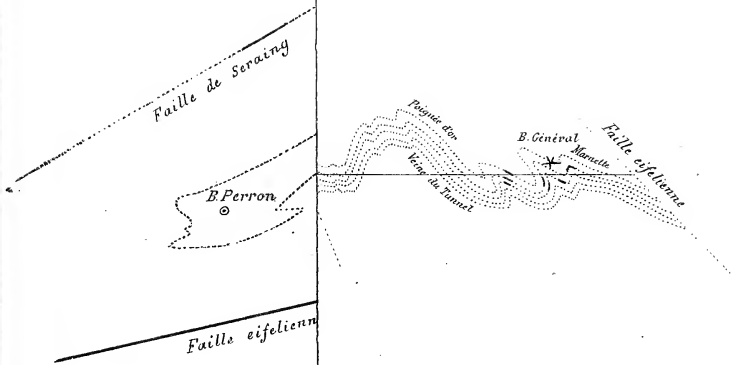 Faille de Seraing
B. Perron
Faille eifelienn
Poignée d'or
Veine du Tunnel
B. Général
Marnette
Faille eifelienne